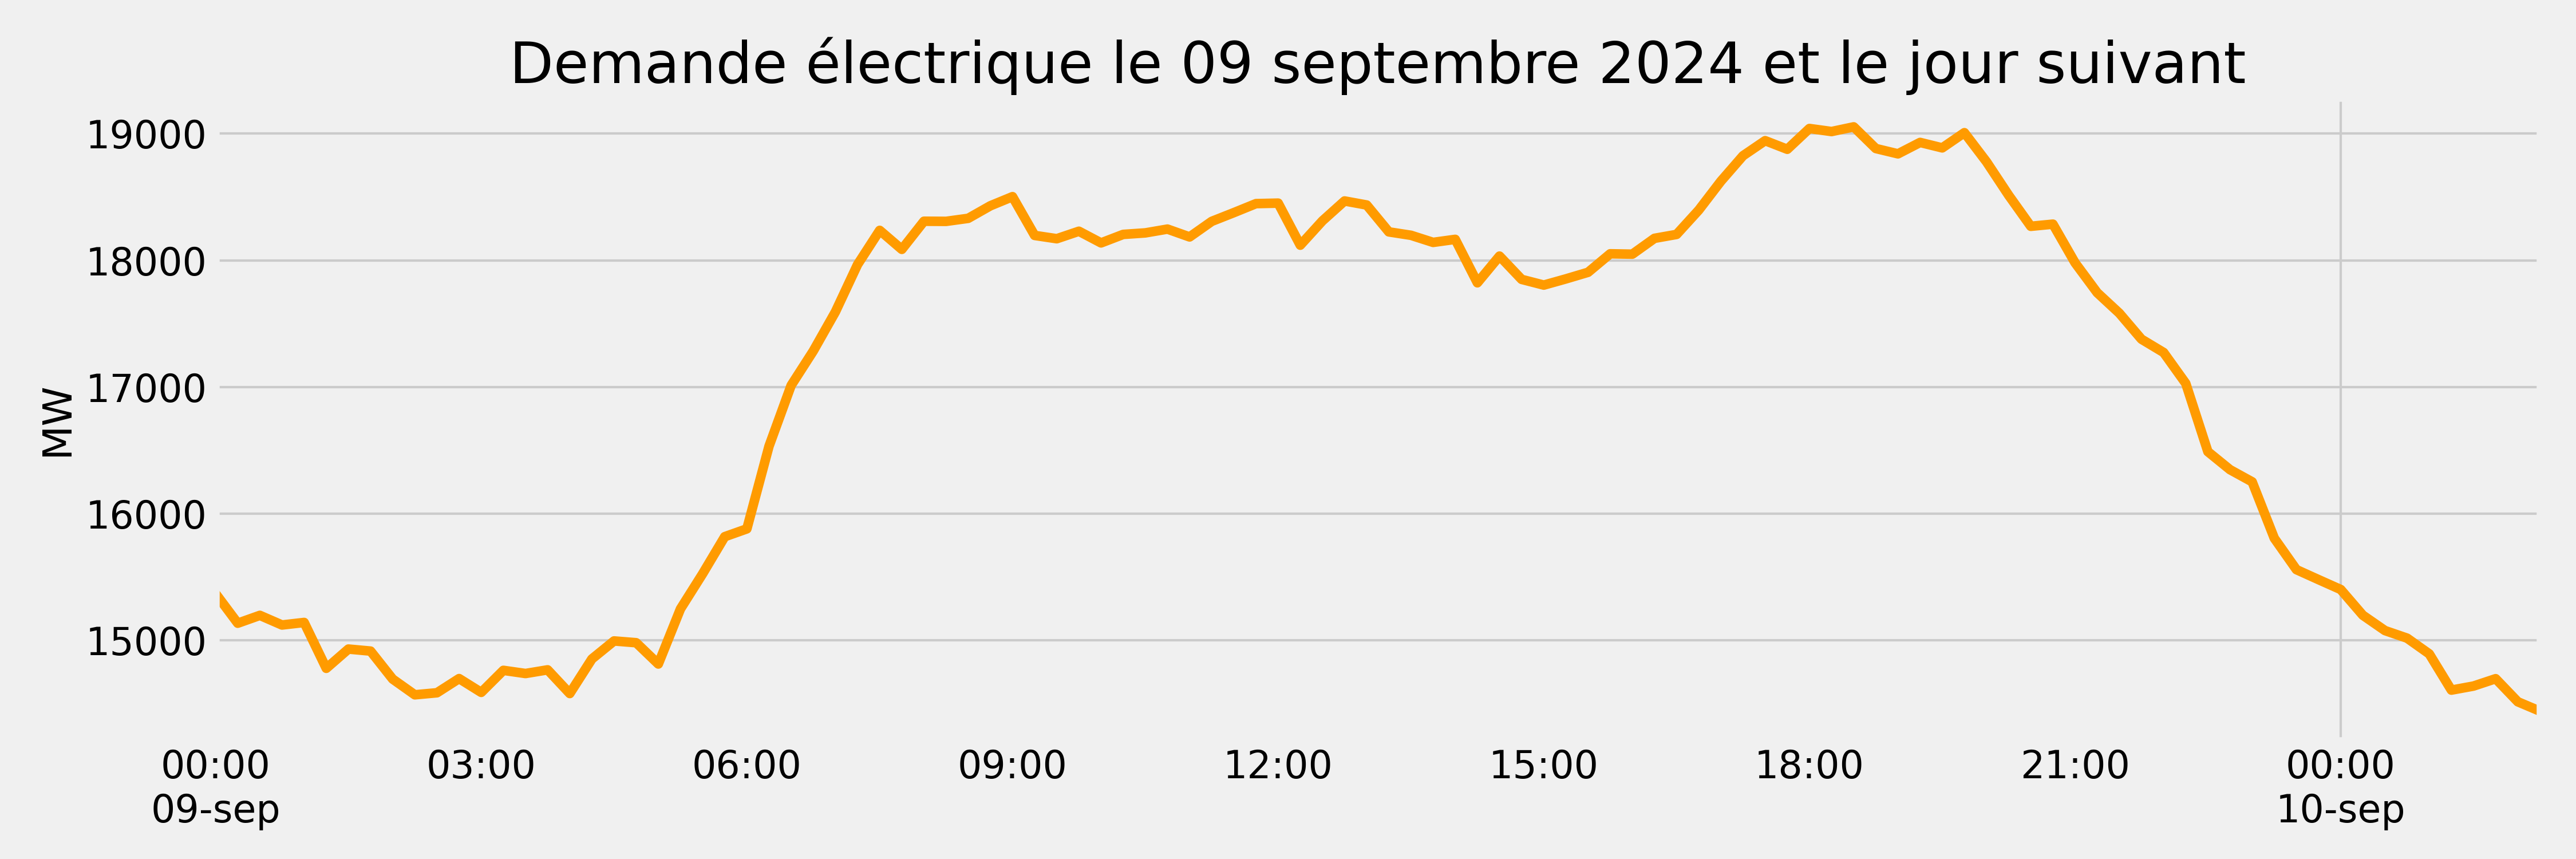 Demande électrique le 09 septembre 2024 et le jour suivant
19000
18000
17000
16000
15000
MW
00:00 03:00 06:00 09:00 12:00 15:00 18:00 21:00 00:00
09-sep 10-sep